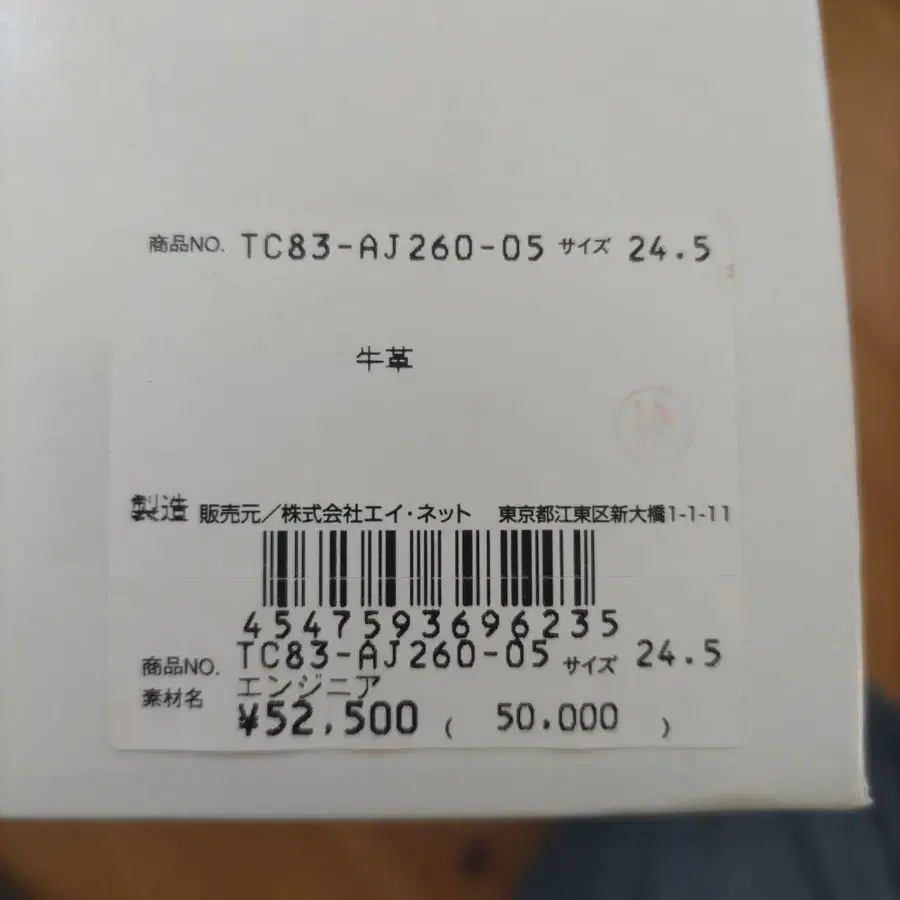 商品NO. TC83-AJ260-05 サイズ 24.5
牛革
製造 販売元／株式会社エイ・ネット 東京都江東区新大橋1-1-11
4547593696235
商品NO. TC83-AJ260-05 サイズ 24.5
素材名 エンジニア
¥52,500 ( 50,000 )